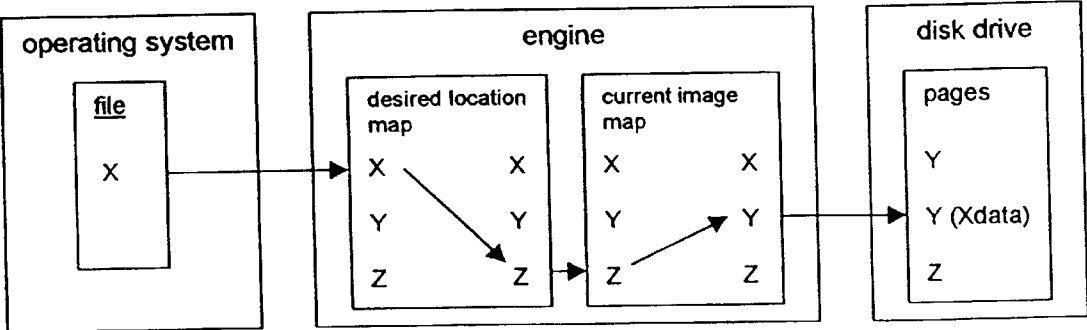 operating system
file
X
engine
desired location
map
X X
Y Y
Z Z
current image
map
X X
Y Y
Z Z
disk drive
pages
Y
Y (Xdata)
Z